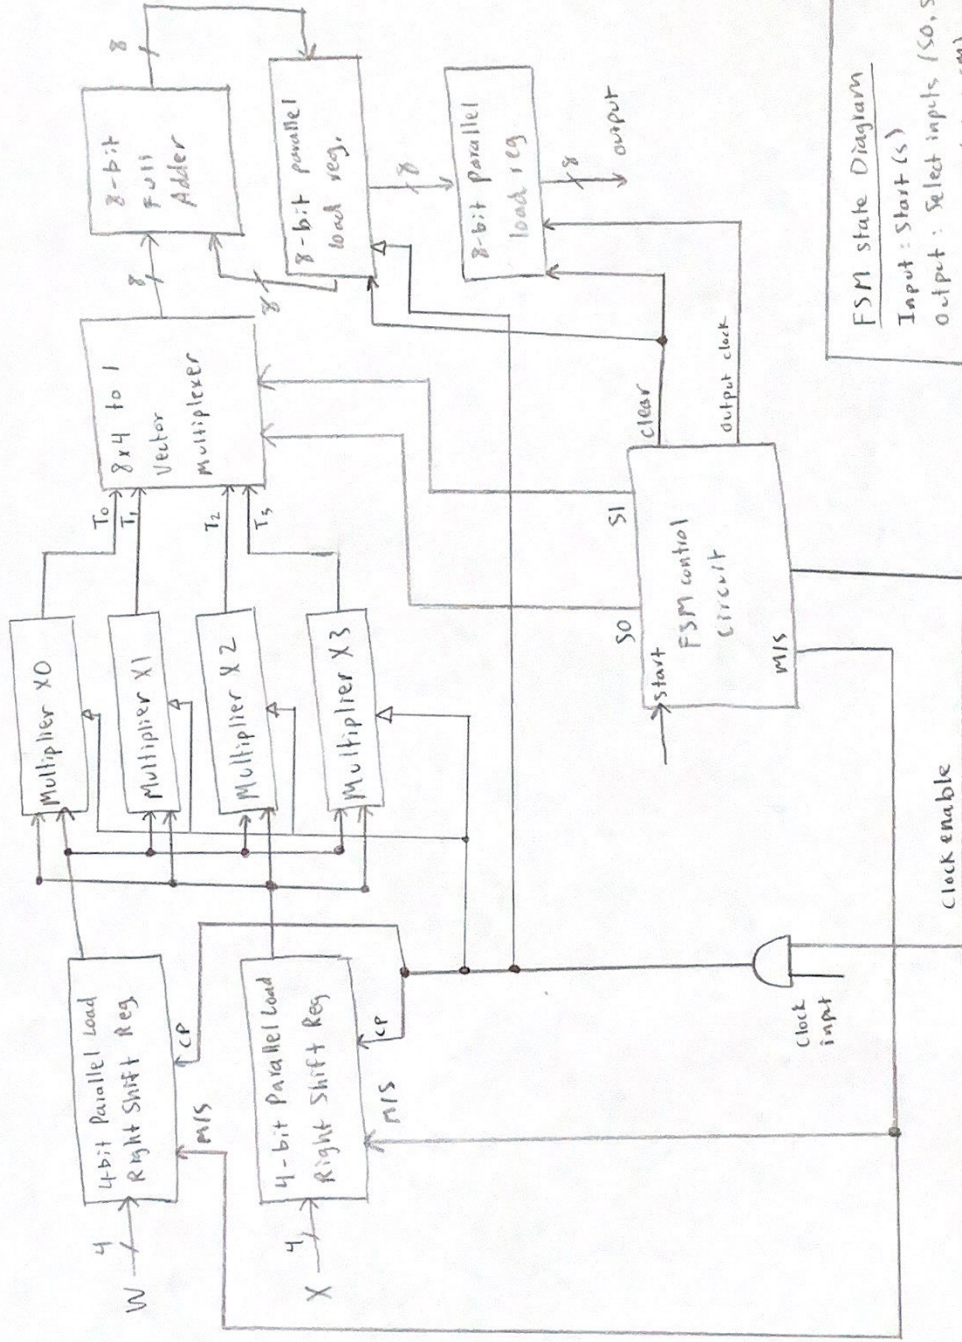 W
4
4-bit Parallel Load
Right Shift Reg
M/S
CP
X
4
4-bit Parallel Load
Right Shift Reg
M/S
CP
Multiplier X0
Multiplier X1
Multiplier X2
Multiplier X3
T0
T1
T2
T3
8x4 to 1
Vector
Multiplexer
8
8
8-bit
Full
Adder
8
8-bit parallel
load reg.
8
8-bit parallel
load reg
8
output
Start
S0
S1
FSM control
Circuit
M/S
clear
output clock
Clock
input
Clock enable
FSM state Diagram
Input: Start (s)
Output: Select inputs (S0, S